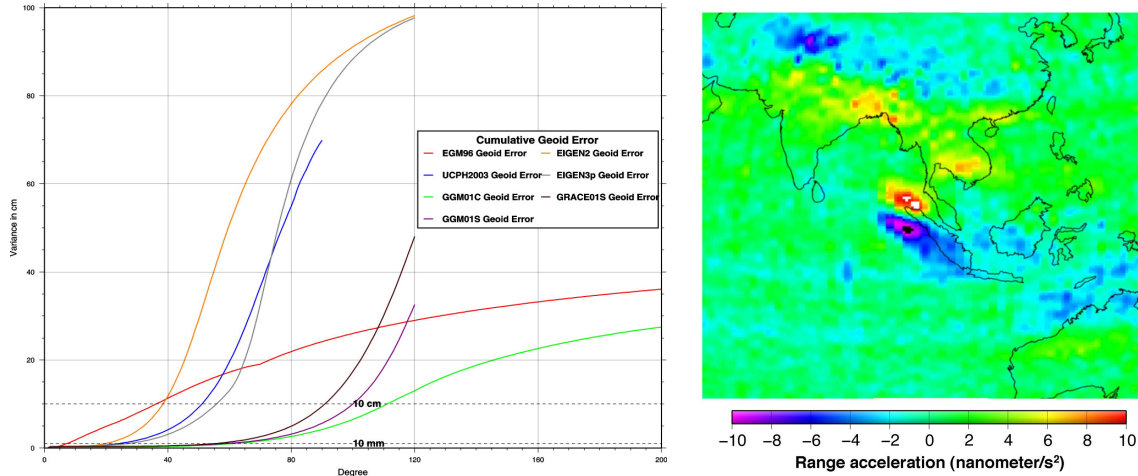 100
80
60
40
20
0
Variance in cm
Cumulative Geoid Error
EGM96 Geoid Error
EIGEN2 Geoid Error
UCPH2003 Geoid Error
EIGEN3p Geoid Error
GGM01C Geoid Error
GRACE01S Geoid Error
GGM01S Geoid Error
10 cm
10 mm
0 40 80 120 160 200
Degree
−10 −8 −6 −4 −2 0 2 4 6 8 10
Range acceleration (nanometer/s²)